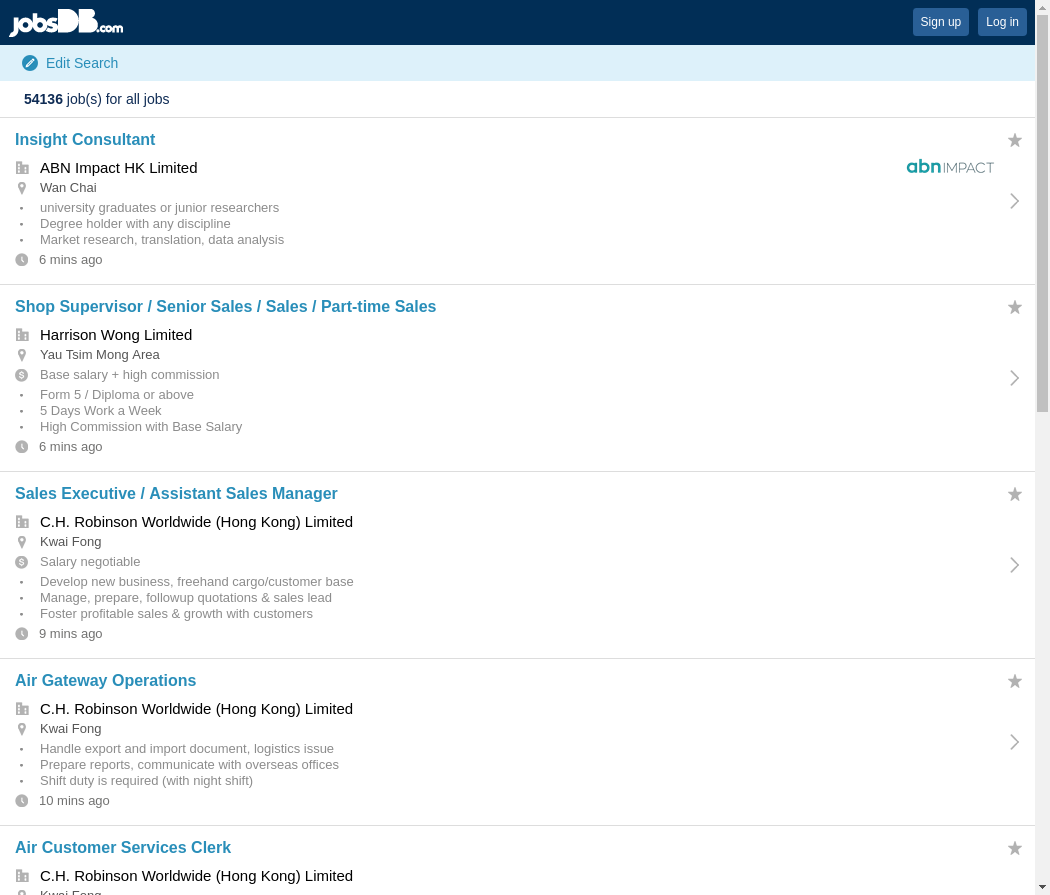 jobsDB.com
Sign up
Log in
Edit Search
54136 job(s) for all jobs
Insight Consultant
ABN Impact HK Limited
abn IMPACT
Wan Chai
• university graduates or junior researchers
• Degree holder with any discipline
• Market research, translation, data analysis
6 mins ago
Shop Supervisor / Senior Sales / Sales / Part-time Sales
Harrison Wong Limited
Yau Tsim Mong Area
Base salary + high commission
• Form 5 / Diploma or above
• 5 Days Work a Week
• High Commission with Base Salary
6 mins ago
Sales Executive / Assistant Sales Manager
C.H. Robinson Worldwide (Hong Kong) Limited
Kwai Fong
Salary negotiable
• Develop new business, freehand cargo/customer base
• Manage, prepare, followup quotations & sales lead
• Foster profitable sales & growth with customers
9 mins ago
Air Gateway Operations
C.H. Robinson Worldwide (Hong Kong) Limited
Kwai Fong
• Handle export and import document, logistics issue
• Prepare reports, communicate with overseas offices
• Shift duty is required (with night shift)
10 mins ago
Air Customer Services Clerk
C.H. Robinson Worldwide (Hong Kong) Limited
Kwai Fong